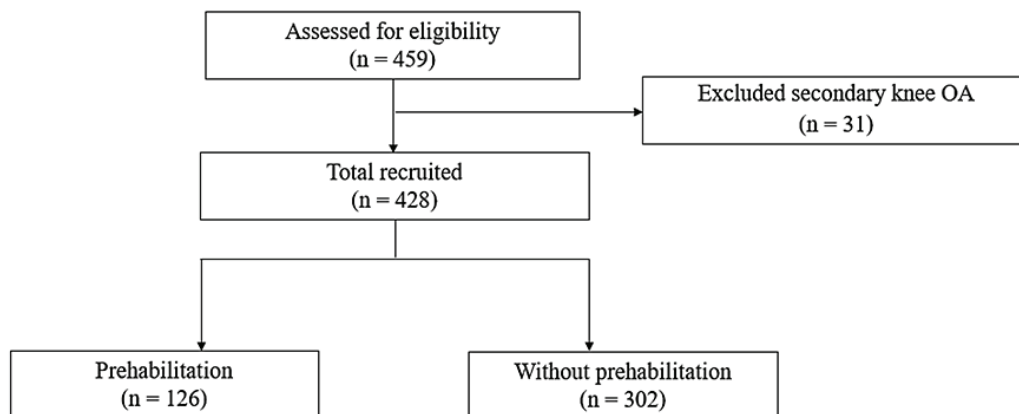 Assessed for eligibility
(n = 459)
Excluded secondary knee OA
(n = 31)
Total recruited
(n = 428)
Prehabilitation
(n = 126)
Without prehabilitation
(n = 302)